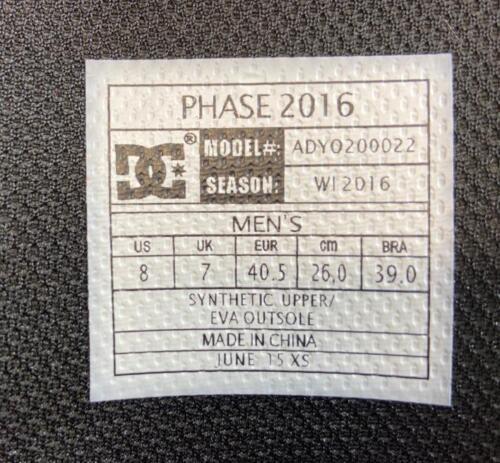 PHASE 2016
DC ® MODEL#: ADYO200022
SEASON: WI2016
MEN'S
US UK EUR cm BRA
8 7 40.5 26.0 39.0
SYNTHETIC UPPER/
EVA OUTSOLE
MADE IN CHINA
JUNE 15 XS